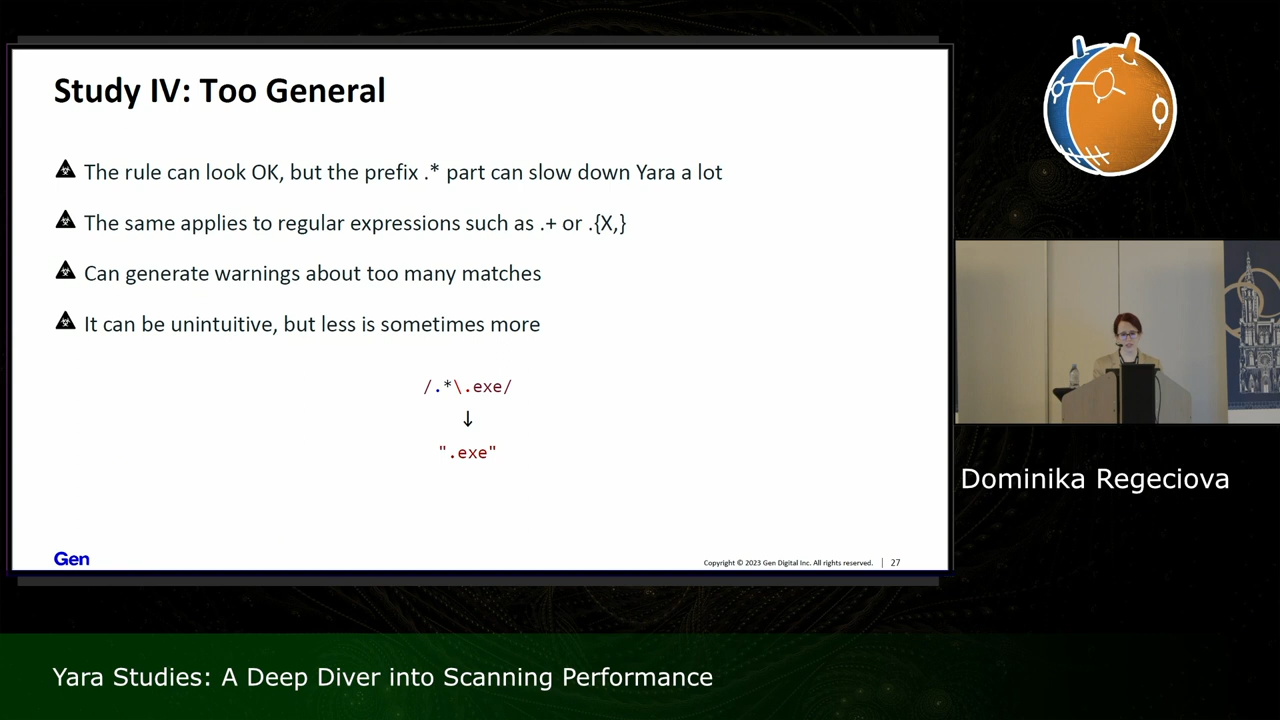 Study IV: Too General
The rule can look OK, but the prefix .* part can slow down Yara a lot
The same applies to regular expressions such as .+ or .{X,}
Can generate warnings about too many matches
It can be unintuitive, but less is sometimes more
/.*\.exe/
↓
".exe"
Gen
Copyright © 2023 Gen Digital Inc. All rights reserved. | 27
Dominika Regeciova
Yara Studies: A Deep Diver into Scanning Performance